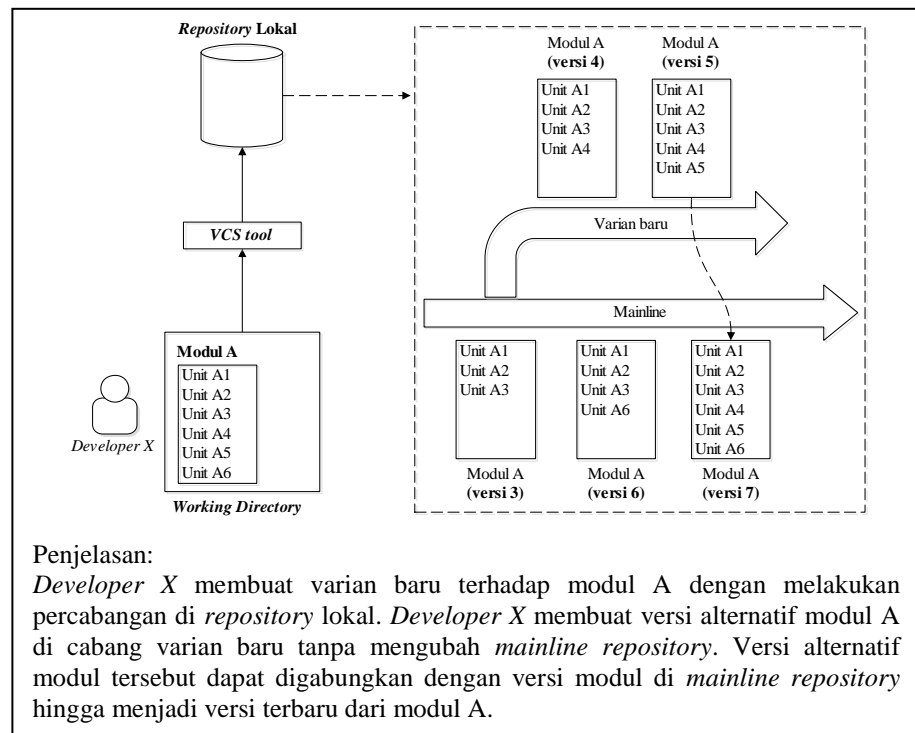 Repository Lokal
Modul A
(versi 4)
Modul A
(versi 5)
Unit A1
Unit A2
Unit A3
Unit A4
Unit A1
Unit A2
Unit A3
Unit A4
Unit A5
VCS tool
Varian baru
Mainline
Modul A
Unit A1
Unit A2
Unit A3
Unit A4
Unit A5
Unit A6
Developer X
Working Directory
Unit A1
Unit A2
Unit A3
Unit A1
Unit A2
Unit A3
Unit A6
Unit A1
Unit A2
Unit A3
Unit A4
Unit A5
Unit A6
Modul A
(versi 3)
Modul A
(versi 6)
Modul A
(versi 7)
Penjelasan:
Developer X membuat varian baru terhadap modul A dengan melakukan
percabangan di repository lokal. Developer X membuat versi alternatif modul A
di cabang varian baru tanpa mengubah mainline repository. Versi alternatif
modul tersebut dapat digabungkan dengan versi modul di mainline repository
hingga menjadi versi terbaru dari modul A.